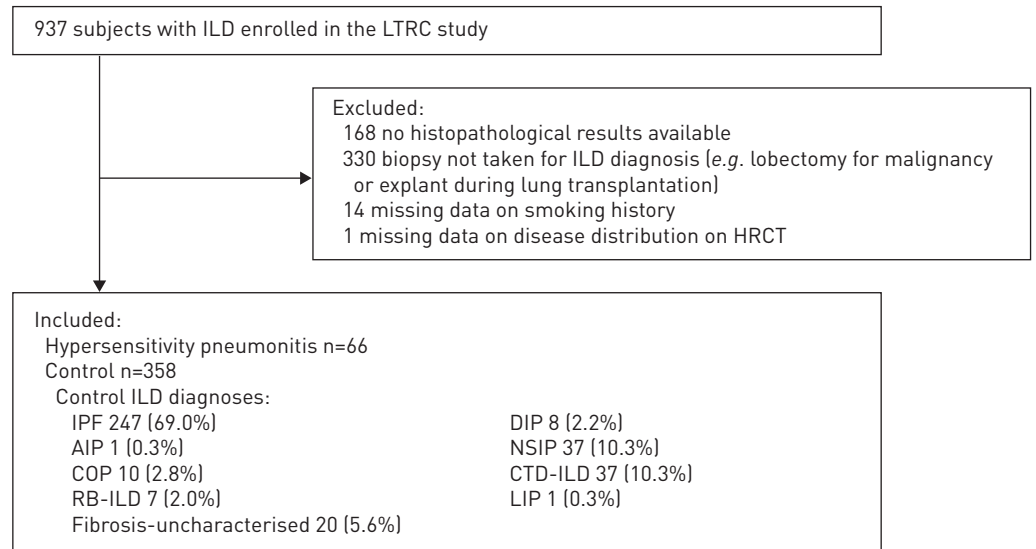 937 subjects with ILD enrolled in the LTRC study
Excluded:
168 no histopathological results available
330 biopsy not taken for ILD diagnosis (e.g. lobectomy for malignancy
or explant during lung transplantation)
14 missing data on smoking history
1 missing data on disease distribution on HRCT
Included:
Hypersensitivity pneumonitis n=66
Control n=358
Control ILD diagnoses:
IPF 247 (69.0%)
AIP 1 (0.3%)
COP 10 (2.8%)
RB-ILD 7 (2.0%)
Fibrosis-uncharacterised 20 (5.6%)
DIP 8 (2.2%)
NSIP 37 (10.3%)
CTD-ILD 37 (10.3%)
LIP 1 (0.3%)